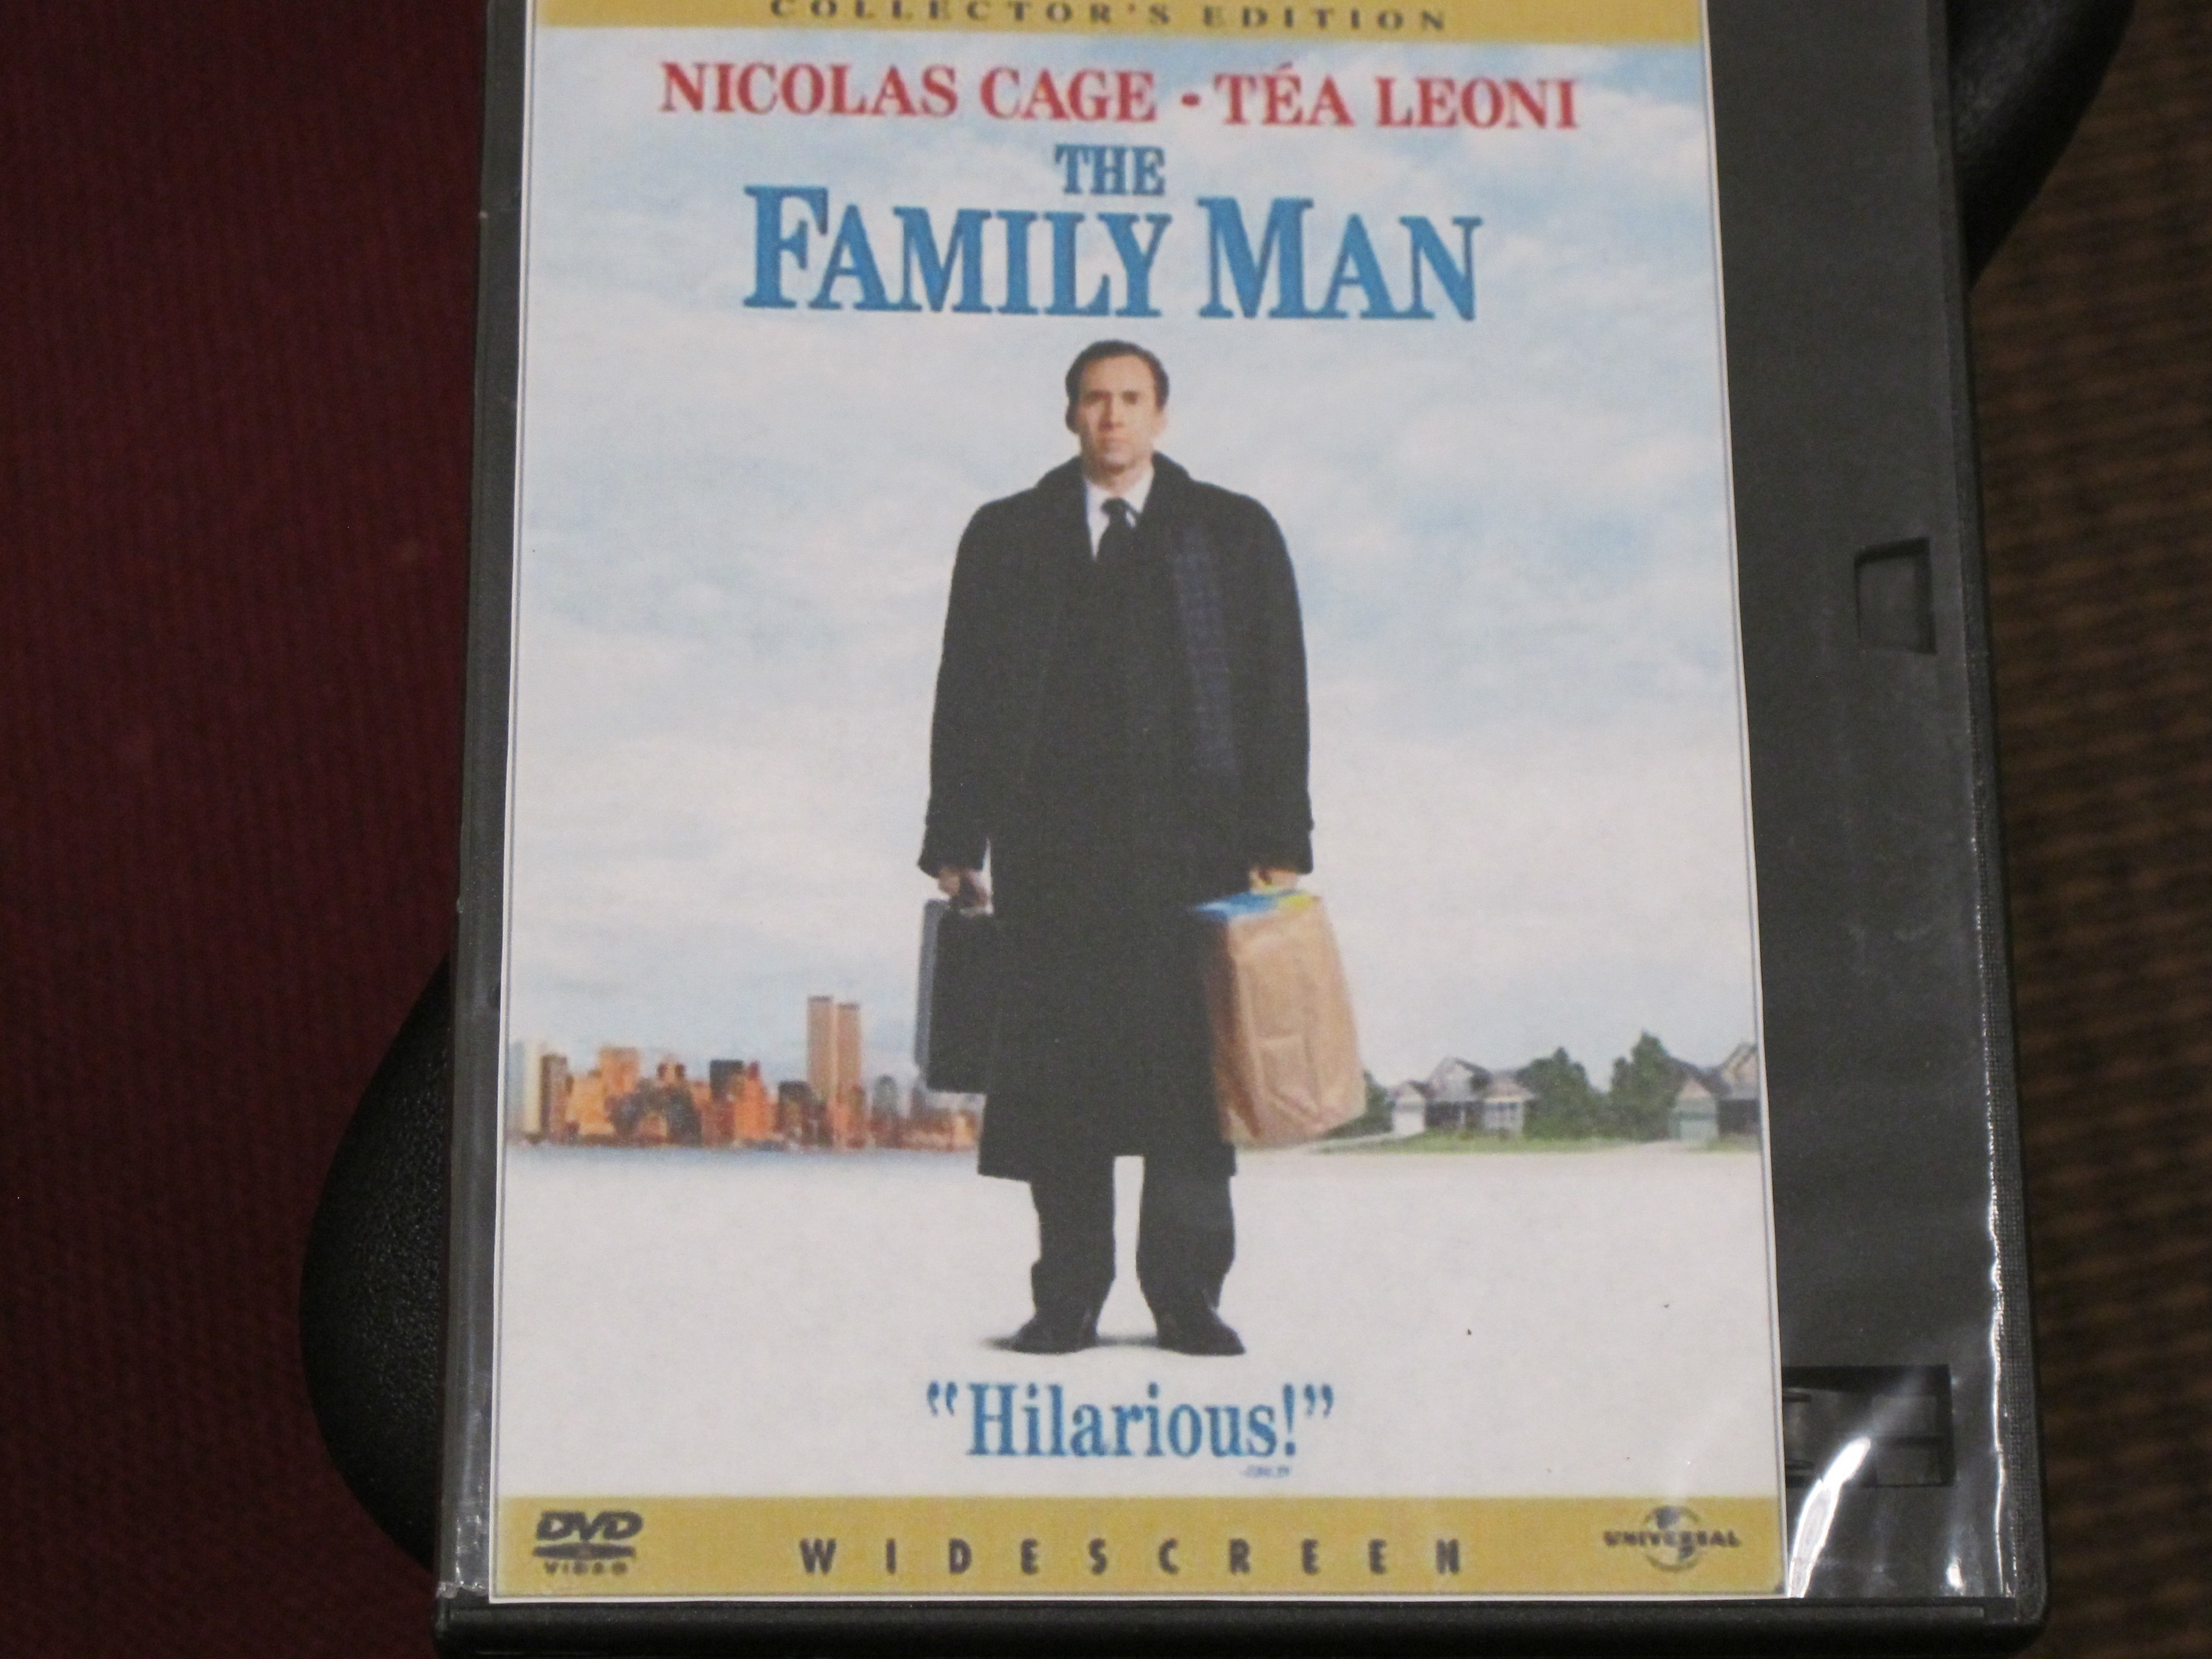 COLLECTOR'S EDITION
NICOLAS CAGE • TÉA LEONI
THE
FAMILY MAN
“Hilarious!”
DVD
VIDEO
WIDESCREEN
UNIVERSAL